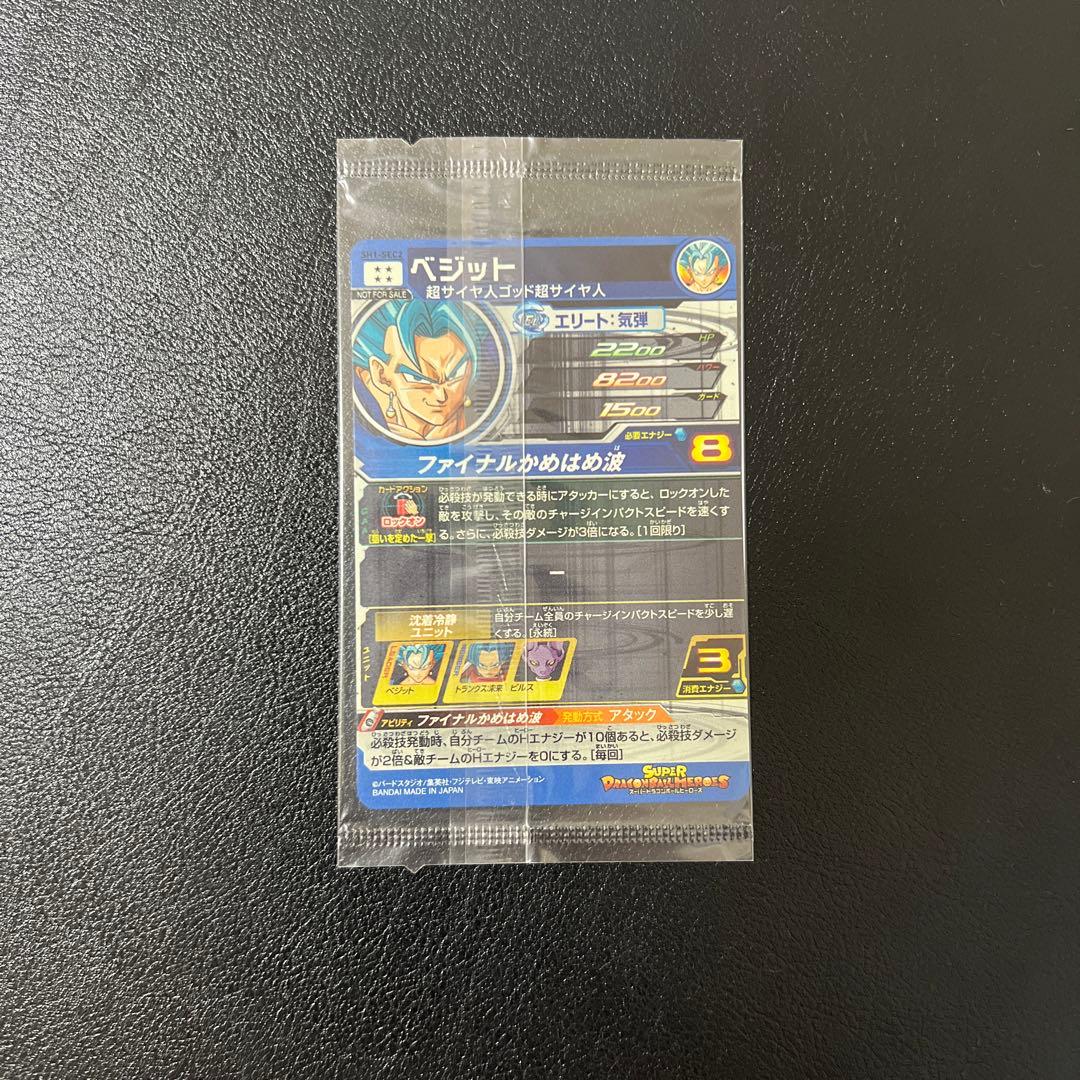 SH1-SEC2
ベジット
超サイヤ人ゴッド超サイヤ人
NOT FOR SALE
エリート:気弾
HP
2200
パワー
8200
ガード
1500
必要エナジー
8
ファイナルかめはめ波
カードアクション
ロックオン
[狙いを定めた一撃]
必殺技が発動できる時にアタッカーにすると、ロックオンした
敵を攻撃し、その敵のチャージインパクトスピードを速くす
る。さらに、必殺技ダメージが3倍になる。[1回限り]
ー
ユニット
沈着冷静
ユニット
自分チーム全員のチャージインパクトスピードを少し遅
くする。[永続]
ベジット
トランクス:未来
ビルス
3
消費エナジー
アビリティ ファイナルかめはめ波 発動方式 アタック
必殺技発動時、自分チームのHエナジーが10個あると、必殺技ダメージ
が2倍&敵チームのHエナジーを0にする。[毎回]
©バードスタジオ/集英社・フジテレビ・東映アニメーション
BANDAI MADE IN JAPAN
SUPER
DRAGONBALL HEROES
スーパードラゴンボールヒーローズ